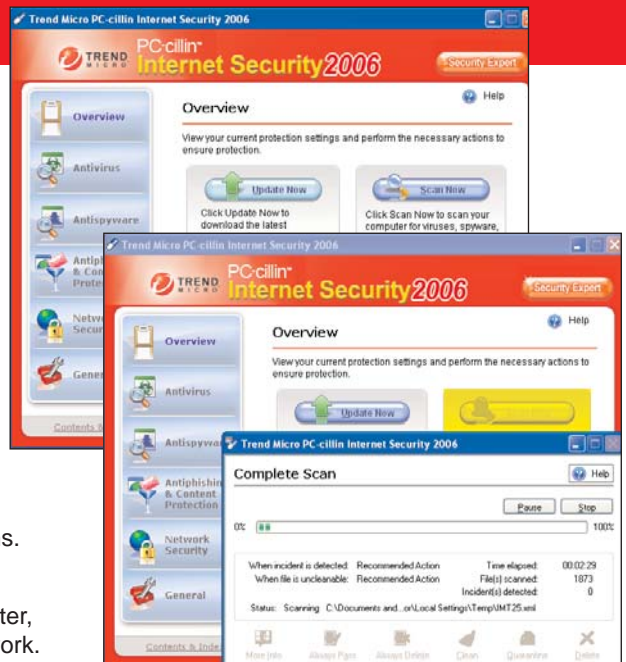 Trend Micro PC-cillin Internet Security 2006
TREND MICRO
PC-cillin™
Internet Security 2006
Security Expert
Help
Overview
Overview
View your current protection settings and perform the necessary actions to
ensure protection.
Update Now
Scan Now
Click Update Now to
download the latest
Click Scan Now to scan your
computer for viruses, spyware,
Antivirus
Antispyware
Trend Micro PC-cillin Internet Security 2006
TREND MICRO
PC-cillin™
Internet Security 2006
Security Expert
Help
Overview
Overview
View your current protection settings and perform the necessary actions to
ensure protection.
Update Now
Antivirus
Trend Micro PC-cillin Internet Security 2006
Complete Scan
Help
Pause
Stop
0%
100%
When incident is detected: Recommended Action
Time elapsed: 00:02:29
When file is uncleanable: Recommended Action
File(s) scanned: 1873
Incident(s) detected: 0
Status: Scanning C:\Documents and...or\Local Settings\Temp\IMT25.xml
More Info
Always Pass
Always Delete
Clean
Quarantine
Delete
Antiphishin
& Content
Protection
Network
Security
General
Contents & Inde
s.
ter,
ork.